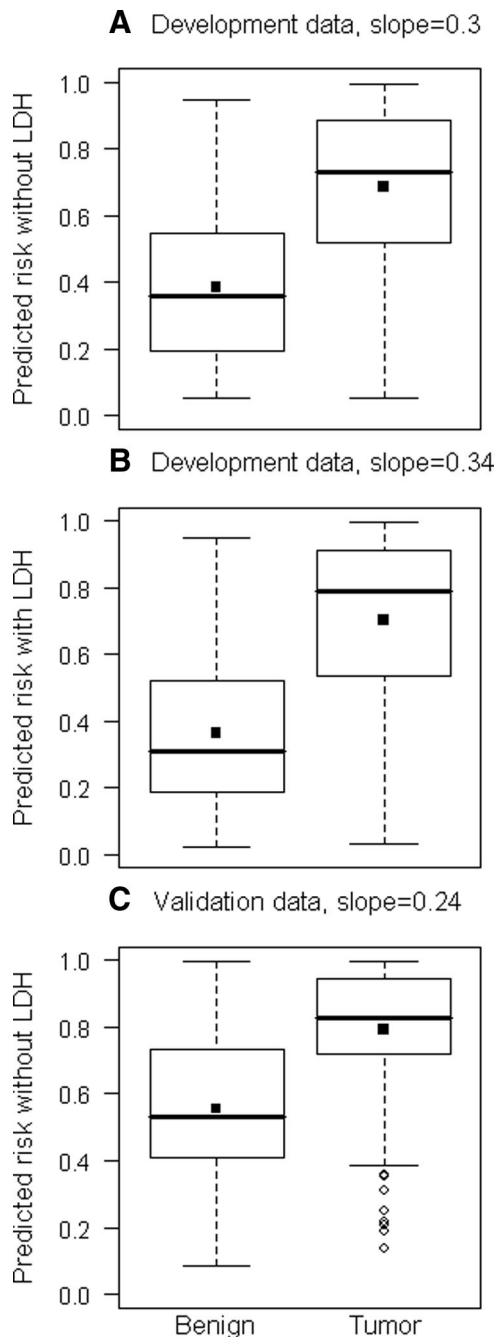 A Development data, slope=0.3
Predicted risk without LDH
1.0
0.8
0.6
0.4
0.2
0.0
B Development data, slope=0.34
Predicted risk with LDH
1.0
0.8
0.6
0.4
0.2
0.0
C Validation data, slope=0.24
Predicted risk without LDH
1.0
0.8
0.6
0.4
0.2
0.0
Benign Tumor